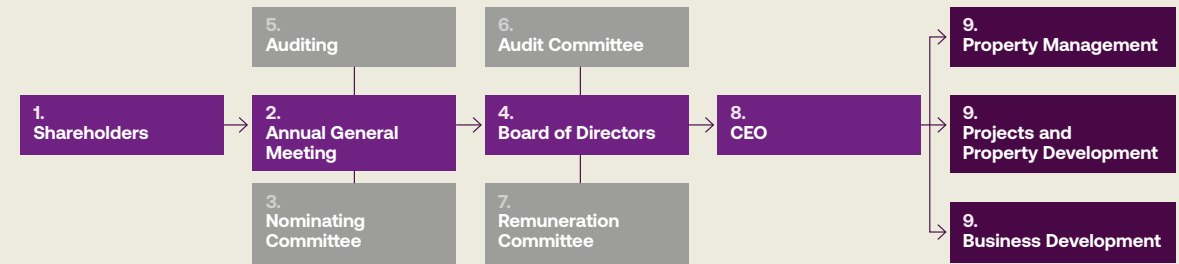 5.
Auditing
6.
Audit Committee
9.
Property Management
1.
Shareholders
2.
Annual General
Meeting
4.
Board of Directors
8.
CEO
9.
Projects and
Property Development
3.
Nominating
Committee
7.
Remuneration
Committee
9.
Business Development